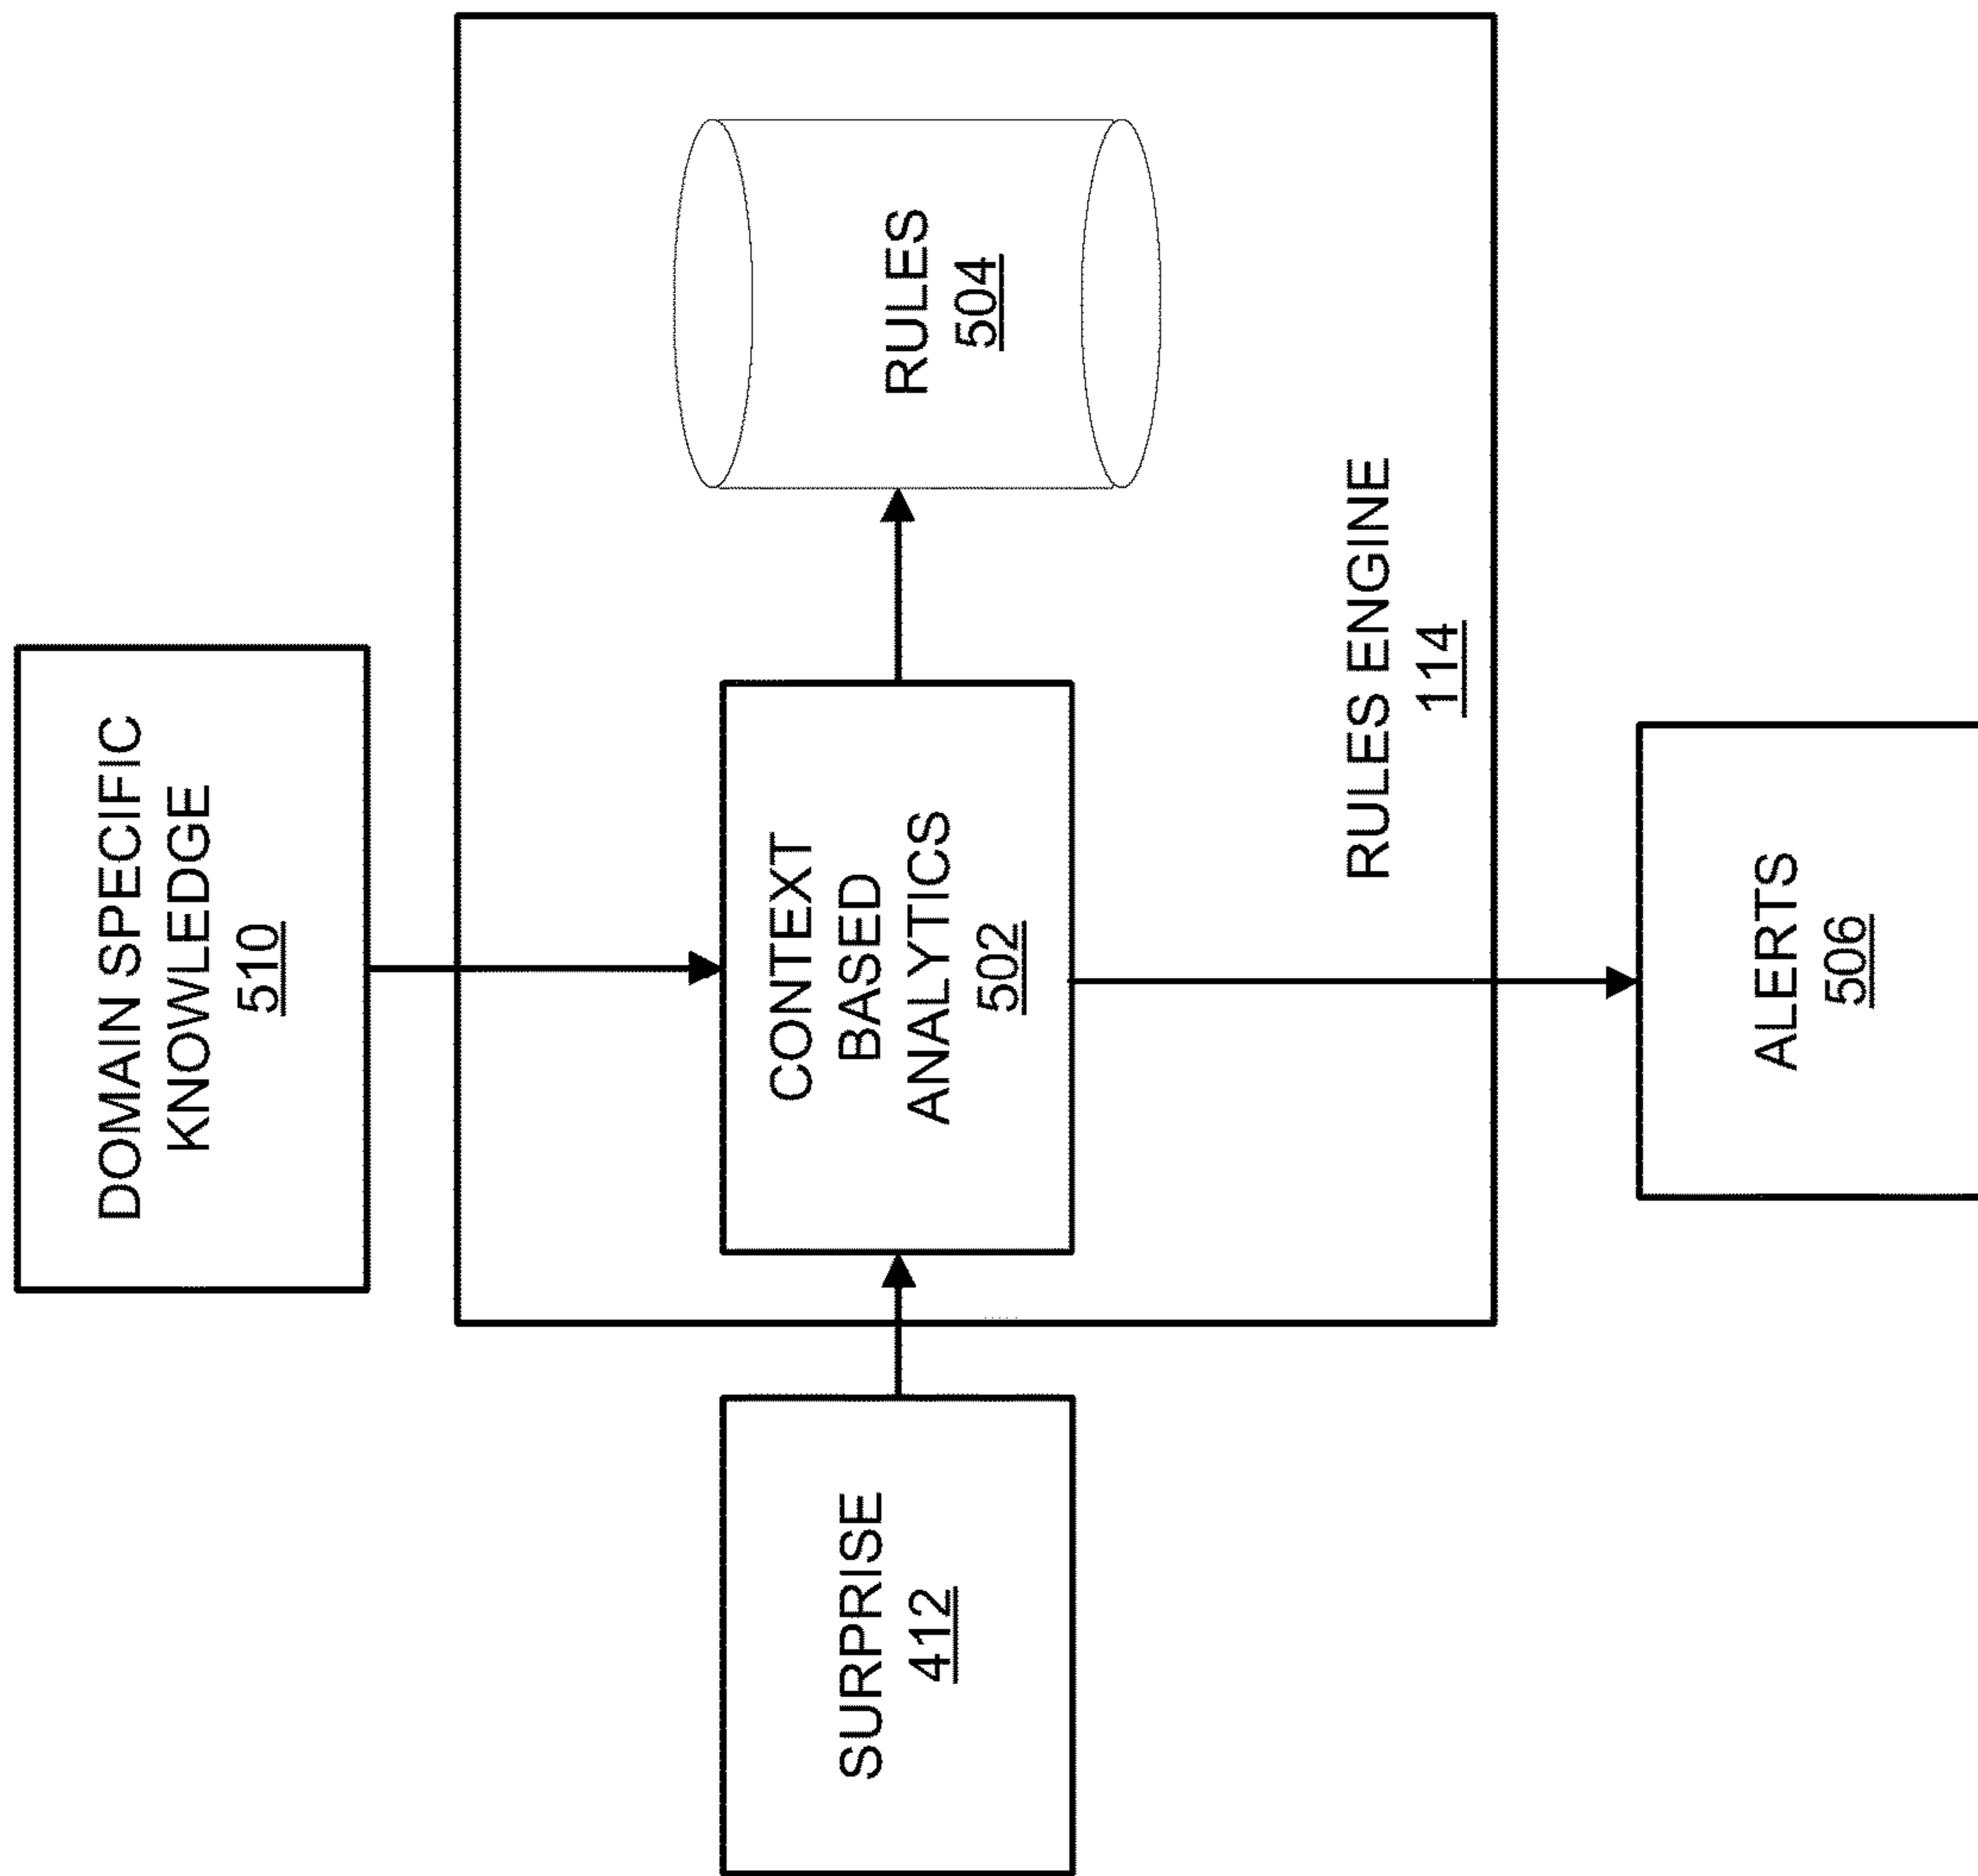 DOMAIN SPECIFIC
KNOWLEDGE
510
SURPRISE
412
CONTEXT
BASED
ANALYTICS
502
RULES
504
RULES ENGINE
114
ALERTS
506